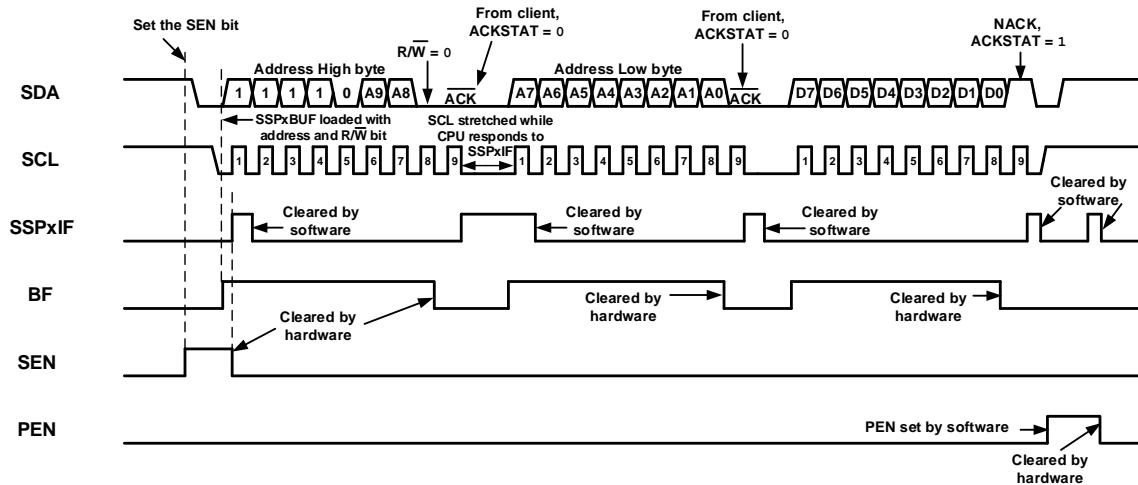 Set the SEN bit
From client,
ACKSTAT = 0
R/W = 0
From client,
ACKSTAT = 0
NACK,
ACKSTAT = 1
Address High byte
Address Low byte
SDA
1 1 1 1 0 A9 A8
ACK
A7 A6 A5 A4 A3 A2 A1 A0
ACK
D7 D6 D5 D4 D3 D2 D1 D0
SSPxBUF loaded with
address and R/W bit
SCL stretched while
CPU responds to
SSPxIF
SCL
1 2 3 4 5 6 7 8 9
1 2 3 4 5 6 7 8 9
1 2 3 4 5 6 7 8 9
SSPxIF
Cleared by
software
Cleared by
software
Cleared by
software
Cleared by
software
BF
Cleared by
hardware
Cleared by
hardware
Cleared by
hardware
SEN
PEN
PEN set by software
Cleared by
hardware